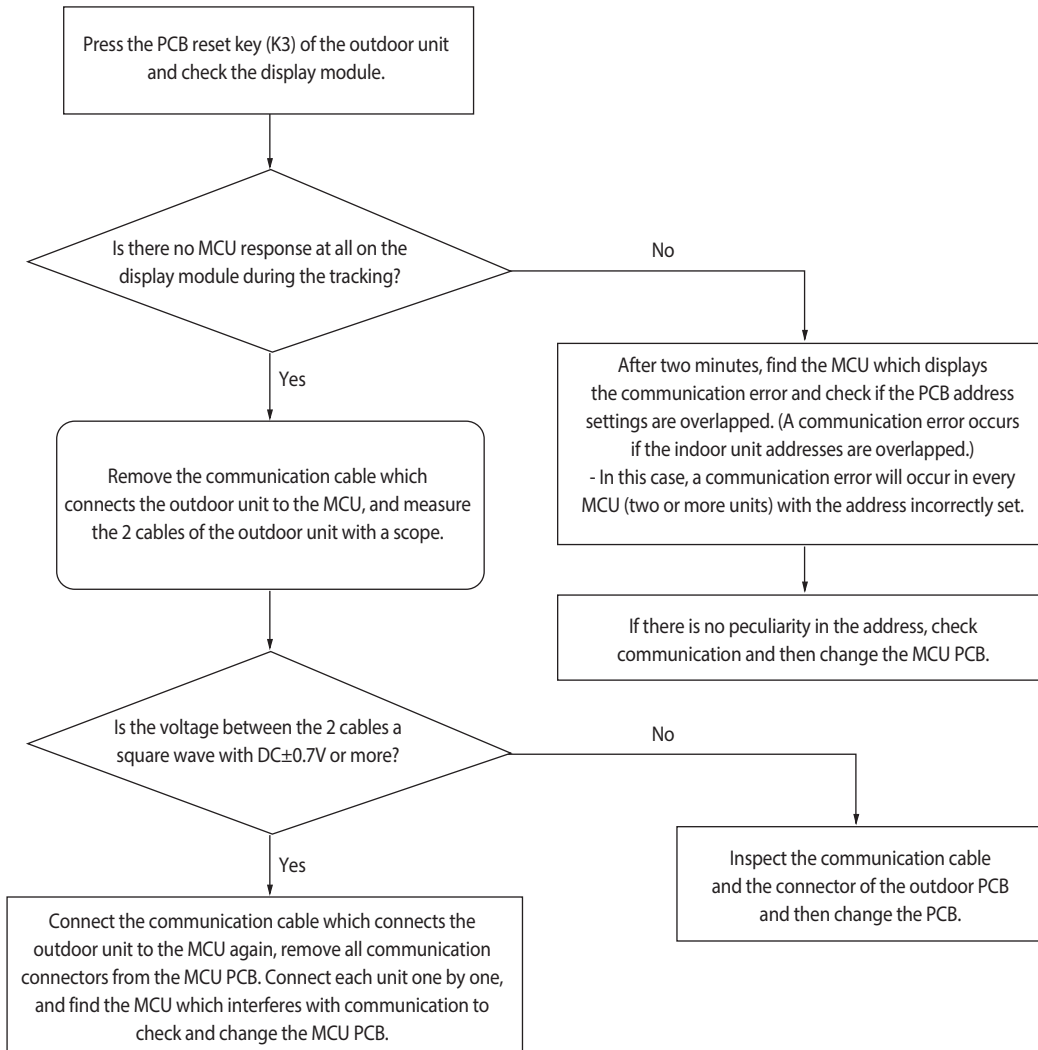 Press the PCB reset key (K3) of the outdoor unit
and check the display module.
Is there no MCU response at all on the
display module during the tracking?
No
Yes
After two minutes, find the MCU which displays
the communication error and check if the PCB address
settings are overlapped. (A communication error occurs
if the indoor unit addresses are overlapped.)
- In this case, a communication error will occur in every
MCU (two or more units) with the address incorrectly set.
Remove the communication cable which
connects the outdoor unit to the MCU, and measure
the 2 cables of the outdoor unit with a scope.
If there is no peculiarity in the address, check
communication and then change the MCU PCB.
Is the voltage between the 2 cables a
square wave with DC±0.7V or more?
No
Yes
Inspect the communication cable
and the connector of the outdoor PCB
and then change the PCB.
Connect the communication cable which connects the
outdoor unit to the MCU again, remove all communication
connectors from the MCU PCB. Connect each unit one by one,
and find the MCU which interferes with communication to
check and change the MCU PCB.